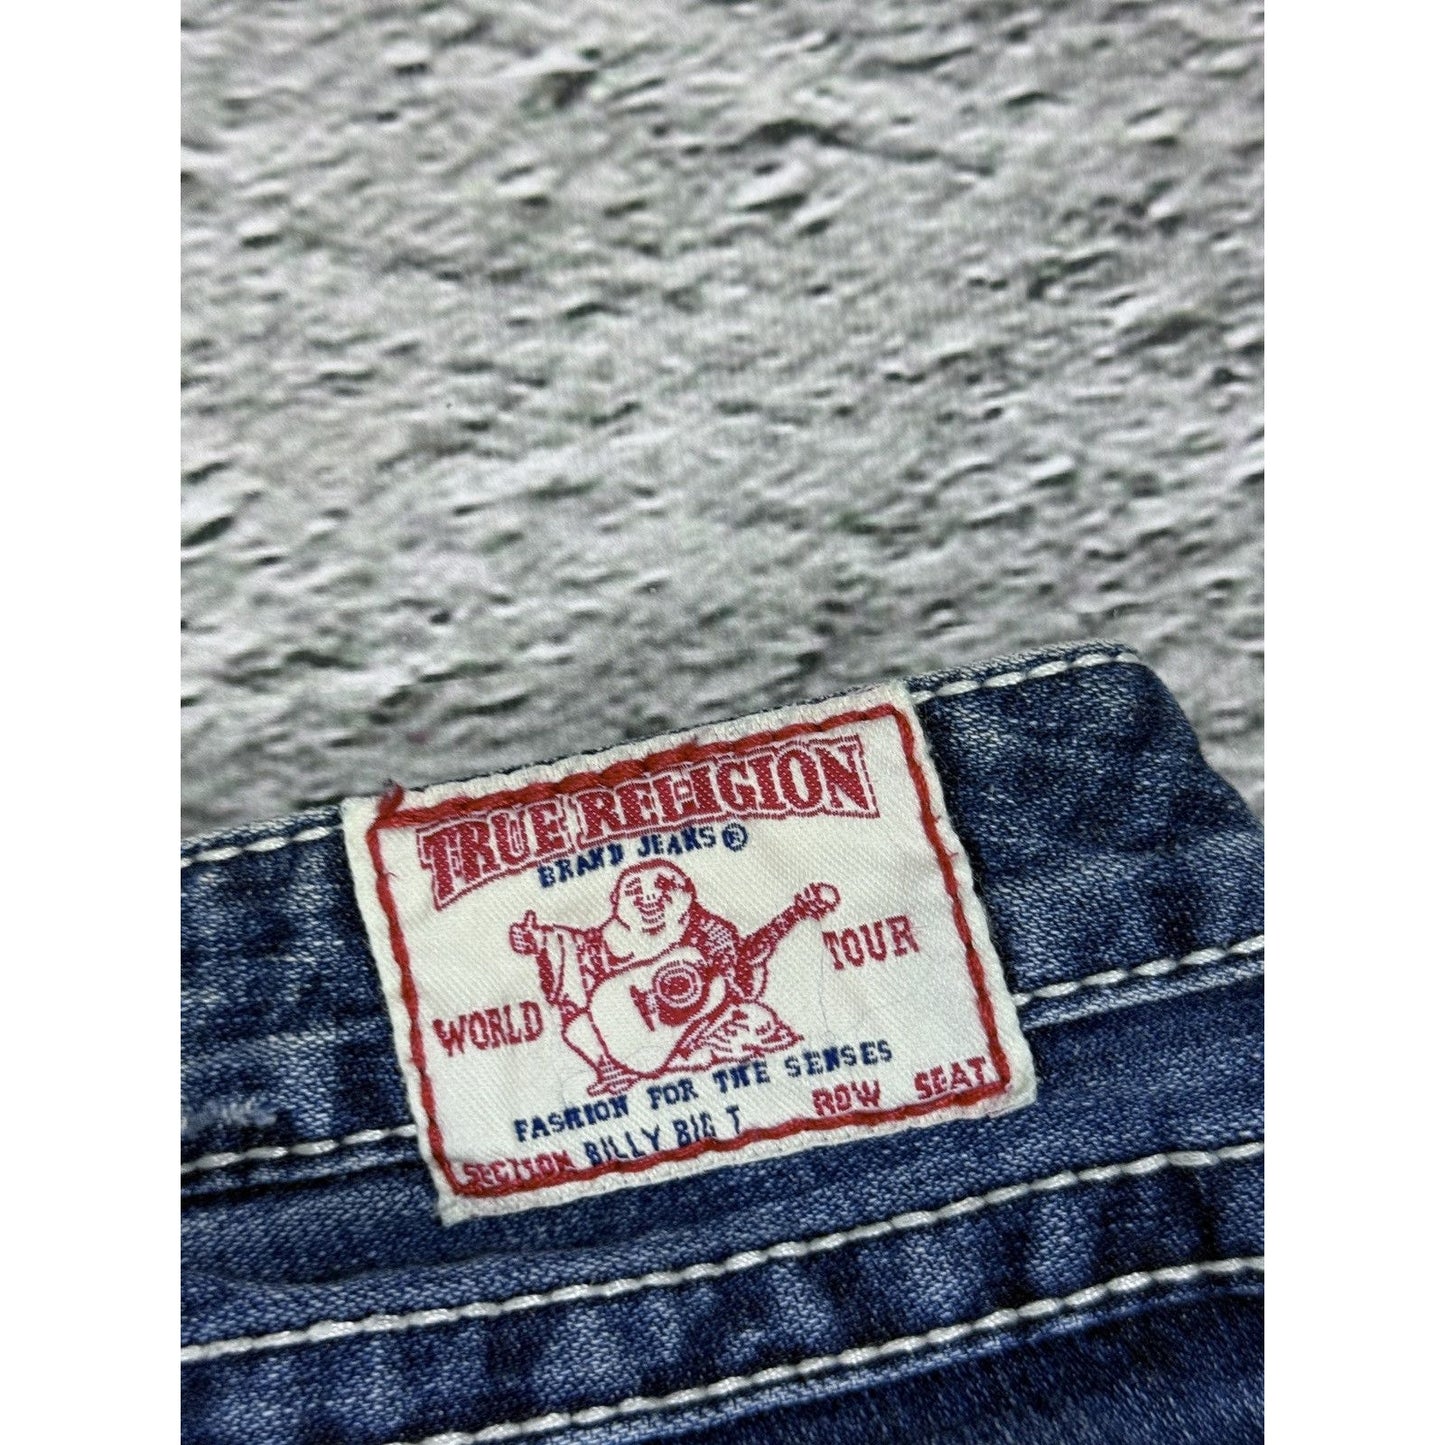 TRUE RELIGION
BRAND JEANS ®
WORLD TOUR
FASHION FOR THE SENSES
SECTION BILLY BIG T ROW SEAT